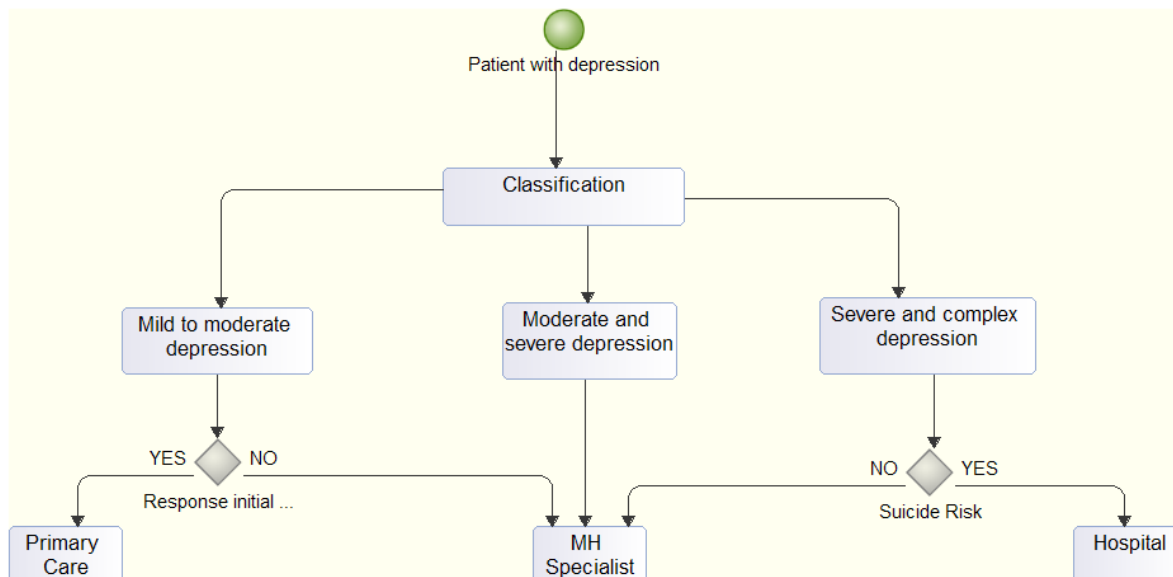 Patient with depression
Classification
Mild to moderate
depression
Moderate and
severe depression
Severe and complex
depression
YES
NO
Response initial ...
NO
YES
Suicide Risk
Primary
Care
MH
Specialist
Hospital